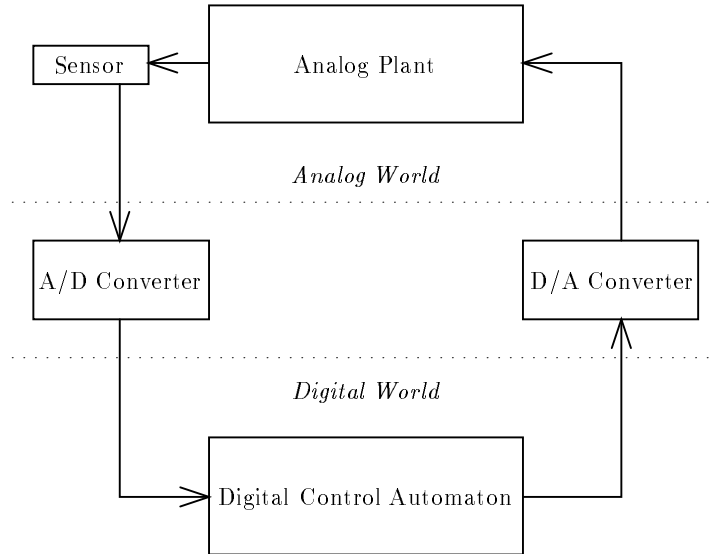 Sensor
Analog Plant
Analog World
A/D Converter
D/A Converter
Digital World
Digital Control Automaton